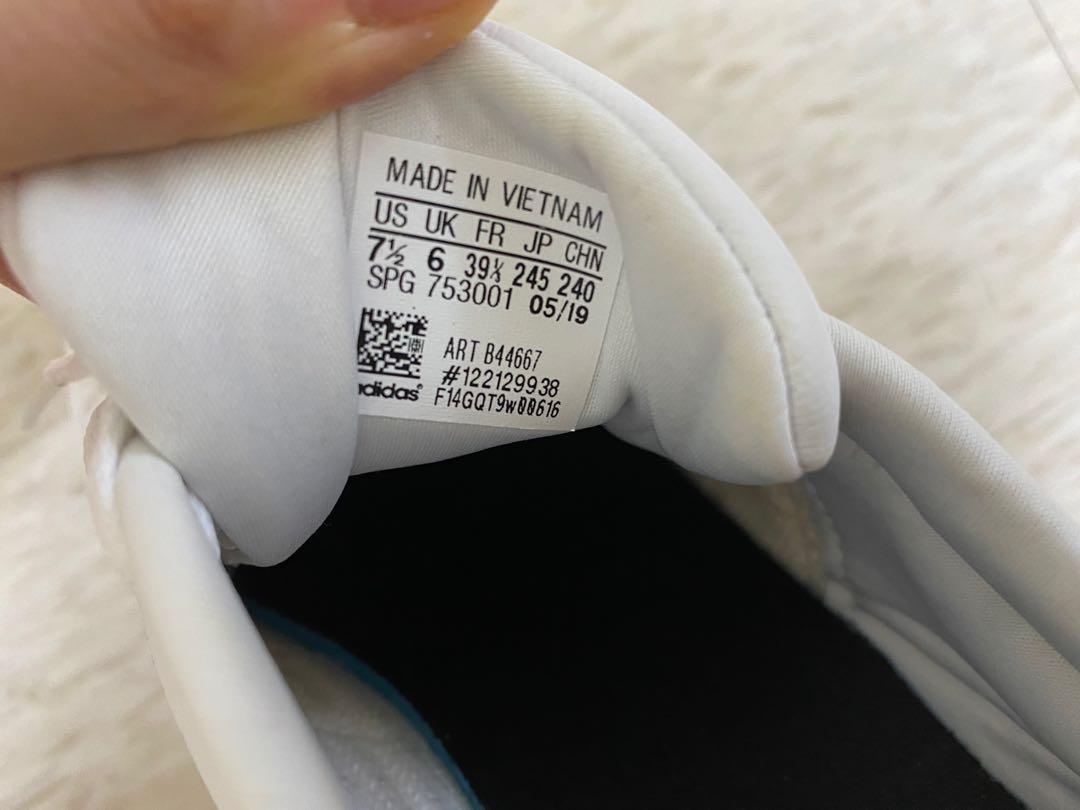 MADE IN VIETNAM
US UK FR JP CHN
7½ 6 39⅓ 245 240
SPG 753001 05/19
ART B44667
#122129938
adidas